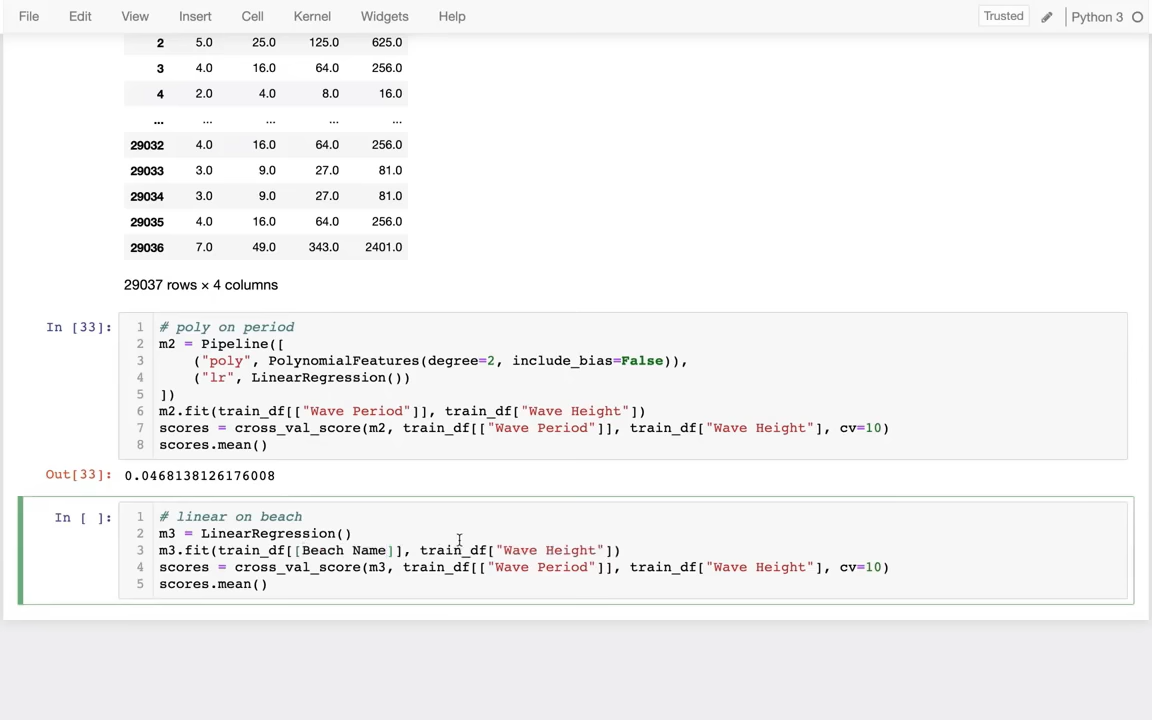 File Edit View Insert Cell Kernel Widgets Help Trusted Python 3
2 5.0 25.0 125.0 625.0
3 4.0 16.0 64.0 256.0
4 2.0 4.0 8.0 16.0
... ... ... ... ...
29032 4.0 16.0 64.0 256.0
29033 3.0 9.0 27.0 81.0
29034 3.0 9.0 27.0 81.0
29035 4.0 16.0 64.0 256.0
29036 7.0 49.0 343.0 2401.0
29037 rows × 4 columns
In [33]: 1 # poly on period
2 m2 = Pipeline([
3 ("poly", PolynomialFeatures(degree=2, include_bias=False)),
4 ("lr", LinearRegression())
5 ])
6 m2.fit(train_df[["Wave Period"]], train_df["Wave Height"])
7 scores = cross_val_score(m2, train_df[["Wave Period"]], train_df["Wave Height"], cv=10)
8 scores.mean()
Out[33]: 0.0468138126176008
In [ ]: 1 # linear on beach
2 m3 = LinearRegression()
3 m3.fit(train_df[[Beach Name]], train_df["Wave Height"])
4 scores = cross_val_score(m3, train_df[["Wave Period"]], train_df["Wave Height"], cv=10)
5 scores.mean()